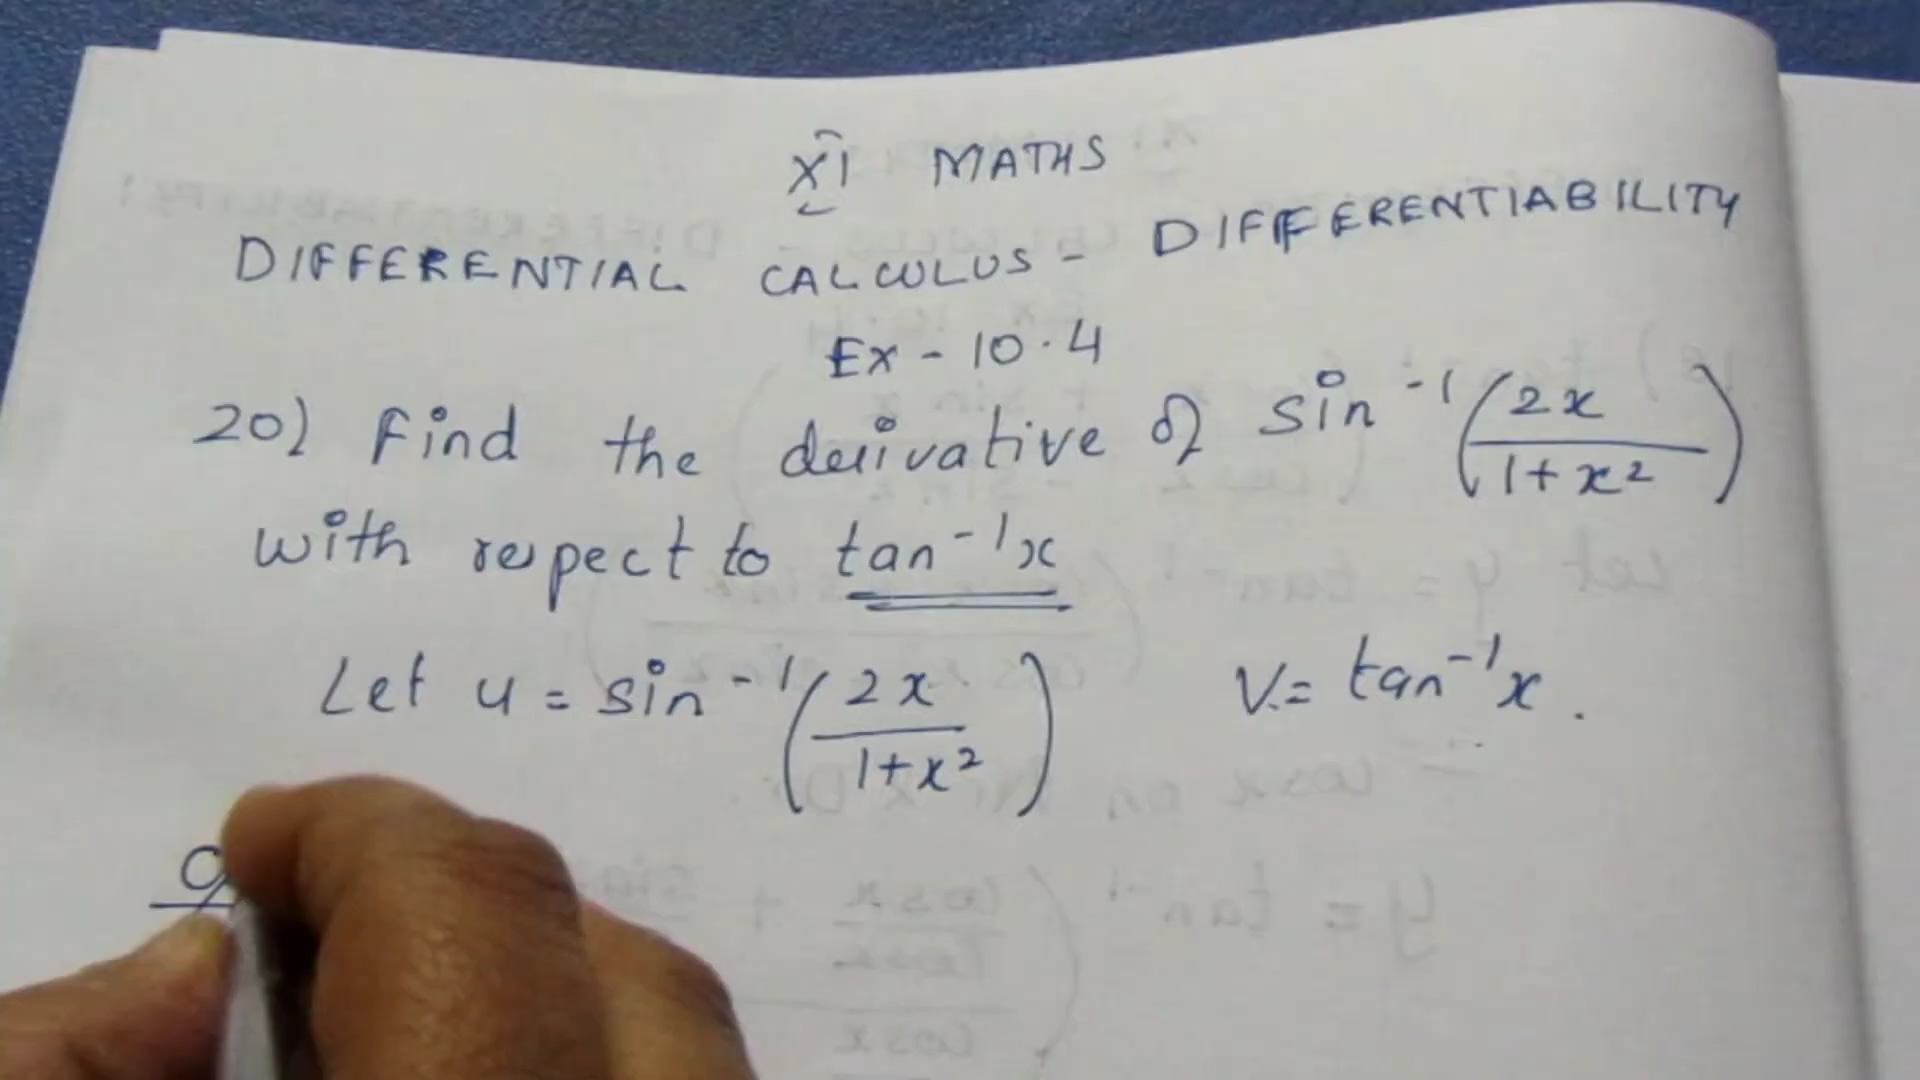 XI MATHS
DIFFERENTIAL CALCULUS - DIFFERENTIABILITY
Ex - 10.4
20) Find the derivative of sin⁻¹(2x/(1+x²))
with respect to tan⁻¹x
Let u = sin⁻¹(2x/(1+x²)) V = tan⁻¹x.